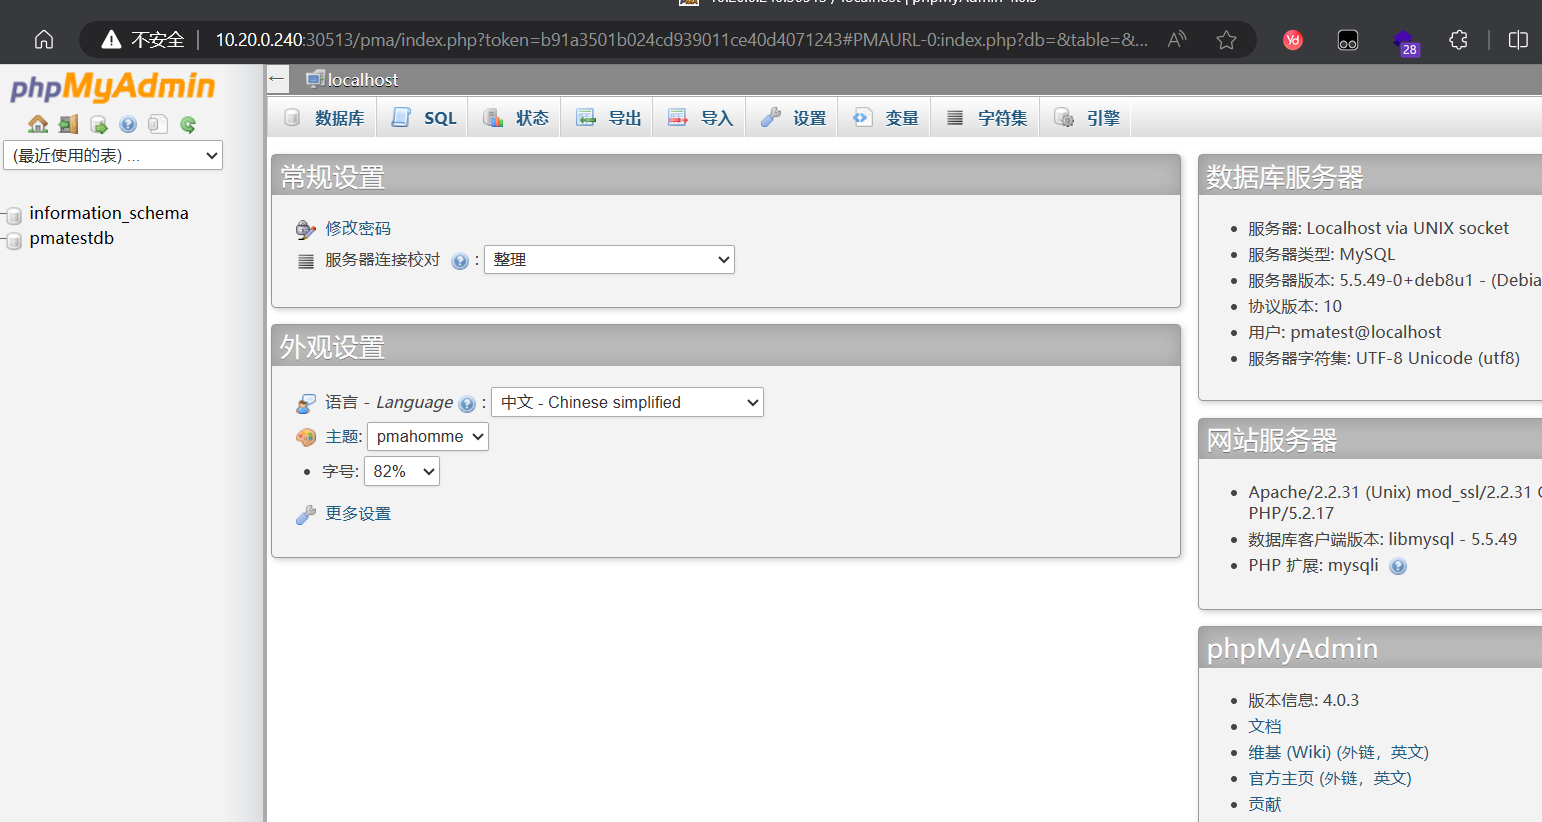 不安全 | 10.20.0.240:30513/pma/index.php?token=b91a3501b024cd939011ce40d4071243#PMAURL-0:index.php?db=&table=&...
28
phpMyAdmin
(最近使用的表) ...
information_schema
pmatestdb
localhost
数据库 SQL 状态 导出 导入 设置 变量 字符集 引擎
常规设置
修改密码
服务器连接校对 : 整理
外观设置
语言 - Language : 中文 - Chinese simplified
主题: pmahomme
字号: 82%
更多设置
数据库服务器
服务器: Localhost via UNIX socket
服务器类型: MySQL
服务器版本: 5.5.49-0+deb8u1 - (Debia
协议版本: 10
用户: pmatest@localhost
服务器字符集: UTF-8 Unicode (utf8)
网站服务器
Apache/2.2.31 (Unix) mod_ssl/2.2.31
PHP/5.2.17
数据库客户端版本: libmysql - 5.5.49
PHP 扩展: mysqli
phpMyAdmin
版本信息: 4.0.3
文档
维基 (Wiki) (外链，英文)
官方主页 (外链，英文)
贡献